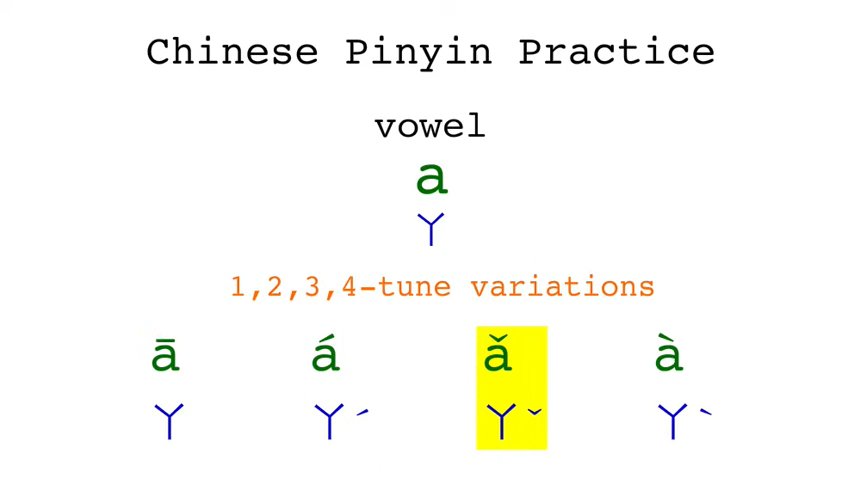 Chinese Pinyin Practice
vowel
a
ㄚ
1,2,3,4-tune variations
ā á ǎ à
ㄚ ㄚˊ ㄚˇ ㄚˋ